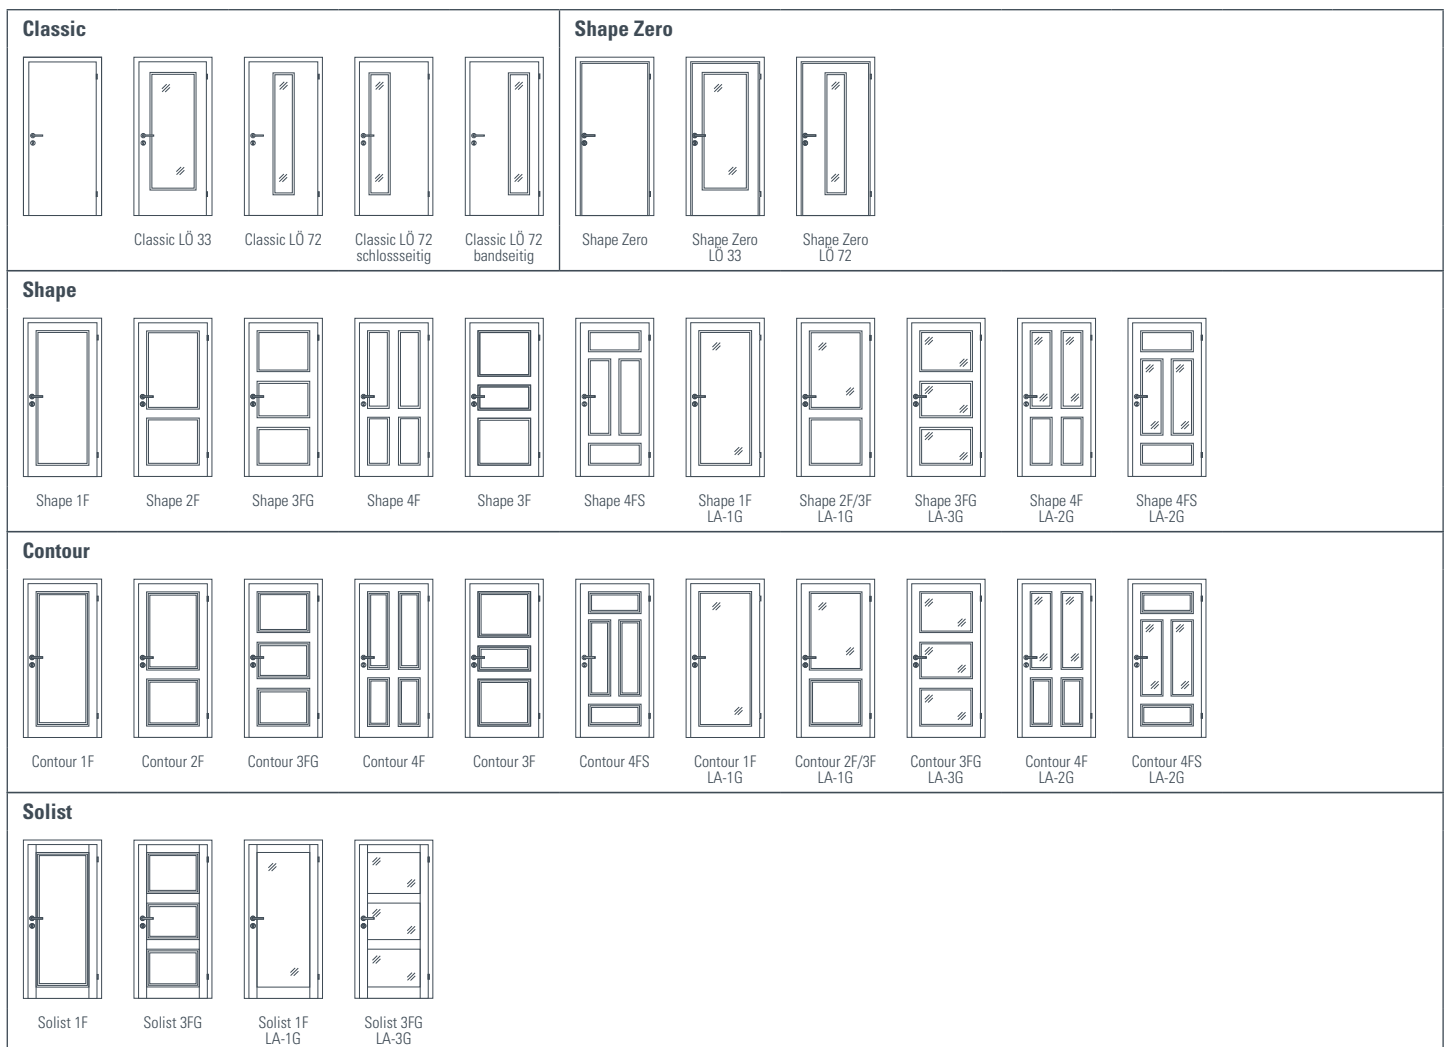 Classic
Classic LÖ 33
Classic LÖ 72
Classic LÖ 72
schlossseitig
Classic LÖ 72
bandseitig
Shape Zero
Shape Zero
Shape Zero
LÖ 33
Shape Zero
LÖ 72
Shape
Shape 1F
Shape 2F
Shape 3FG
Shape 4F
Shape 3F
Shape 4FS
Shape 1F
LA-1G
Shape 2F/3F
LA-1G
Shape 3FG
LA-3G
Shape 4F
LA-2G
Shape 4FS
LA-2G
Contour
Contour 1F
Contour 2F
Contour 3FG
Contour 4F
Contour 3F
Contour 4FS
Contour 1F
LA-1G
Contour 2F/3F
LA-1G
Contour 3FG
LA-3G
Contour 4F
LA-2G
Contour 4FS
LA-2G
Solist
Solist 1F
Solist 3FG
Solist 1F
LA-1G
Solist 3FG
LA-3G